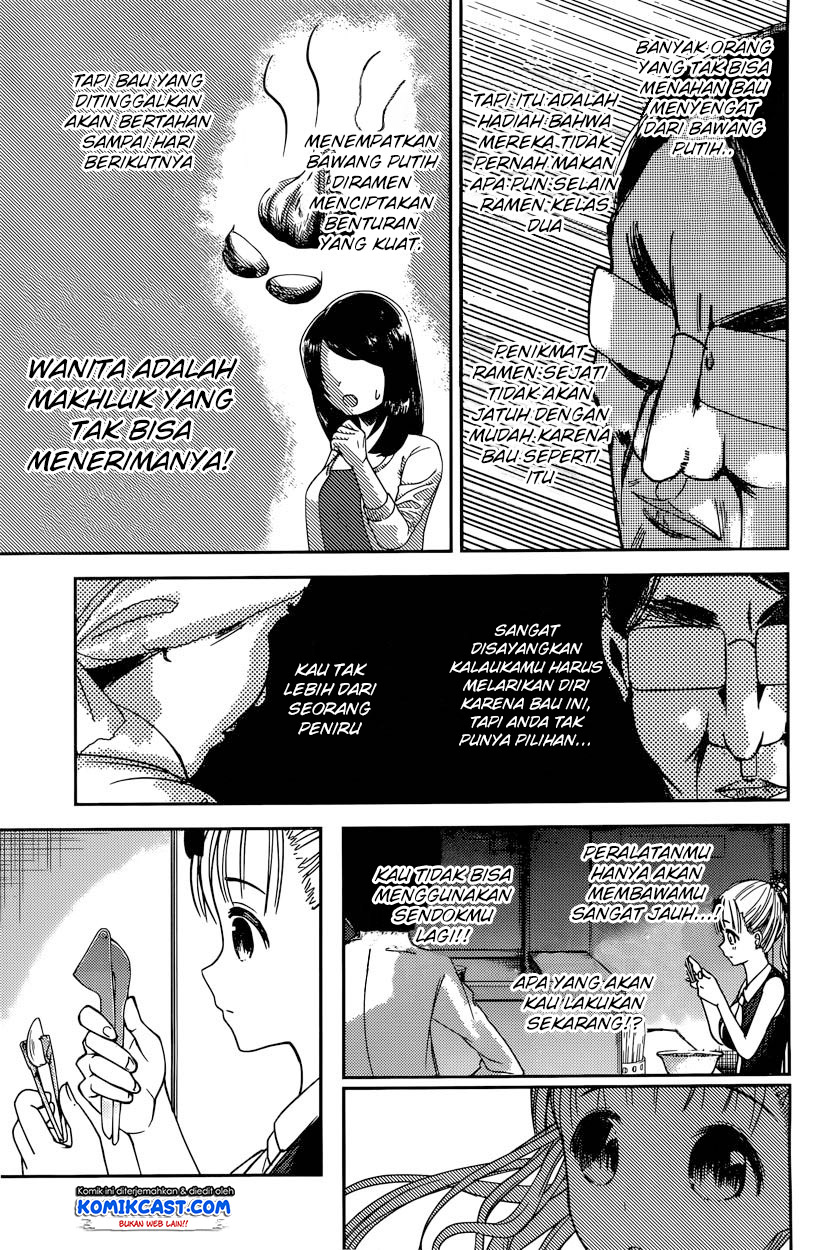 BANYAK ORANG
YANG TAK BISA
MENAHAN BAU
MENYENGAT
DARI BAWANG
PUTIH..
TAPI ITU ADALAH
HADIAH BAHWA
MEREKA TIDAK
PERNAH MAKAN
APA PUN SELAIN
RAMEN KELAS
DUA
PENIKMAT
RAMEN SEJATI
TIDAK AKAN
JATUH DENGAN
MUDAH KARENA
BAU SEPERTI
ITU
MENEMPATKAN
BAWANG PUTIH
DIRAMEN
MENCIPTAKAN
BENTURAN
YANG KUAT.
TAPI BAU YANG
DITINGGALKAN
AKAN BERTAHAN
SAMPAI HARI
BERIKUTNYA
WANITA ADALAH
MAKHLUK YANG
TAK BISA
MENERIMANYA!
SANGAT
DISAYANGKAN
KALAUKAMU HARUS
MELARIKAN DIRI
KARENA BAU INI,
TAPI ANDA TAK
PUNYA PILIHAN...
KAU TAK
LEBIH DARI
SEORANG
PENIRU
PERALATANMU
HANYA AKAN
MEMBAWAMU
SANGAT JAUH...!
KAU TIDAK BISA
MENGGUNAKAN
SENDOKMU
LAGI!!
APA YANG AKAN
KAU LAKUKAN
SEKARANG!?
Komik ini diterjemahkan & diedit oleh
KOMIKCAST.COM
BUKAN WEB LAIN!!